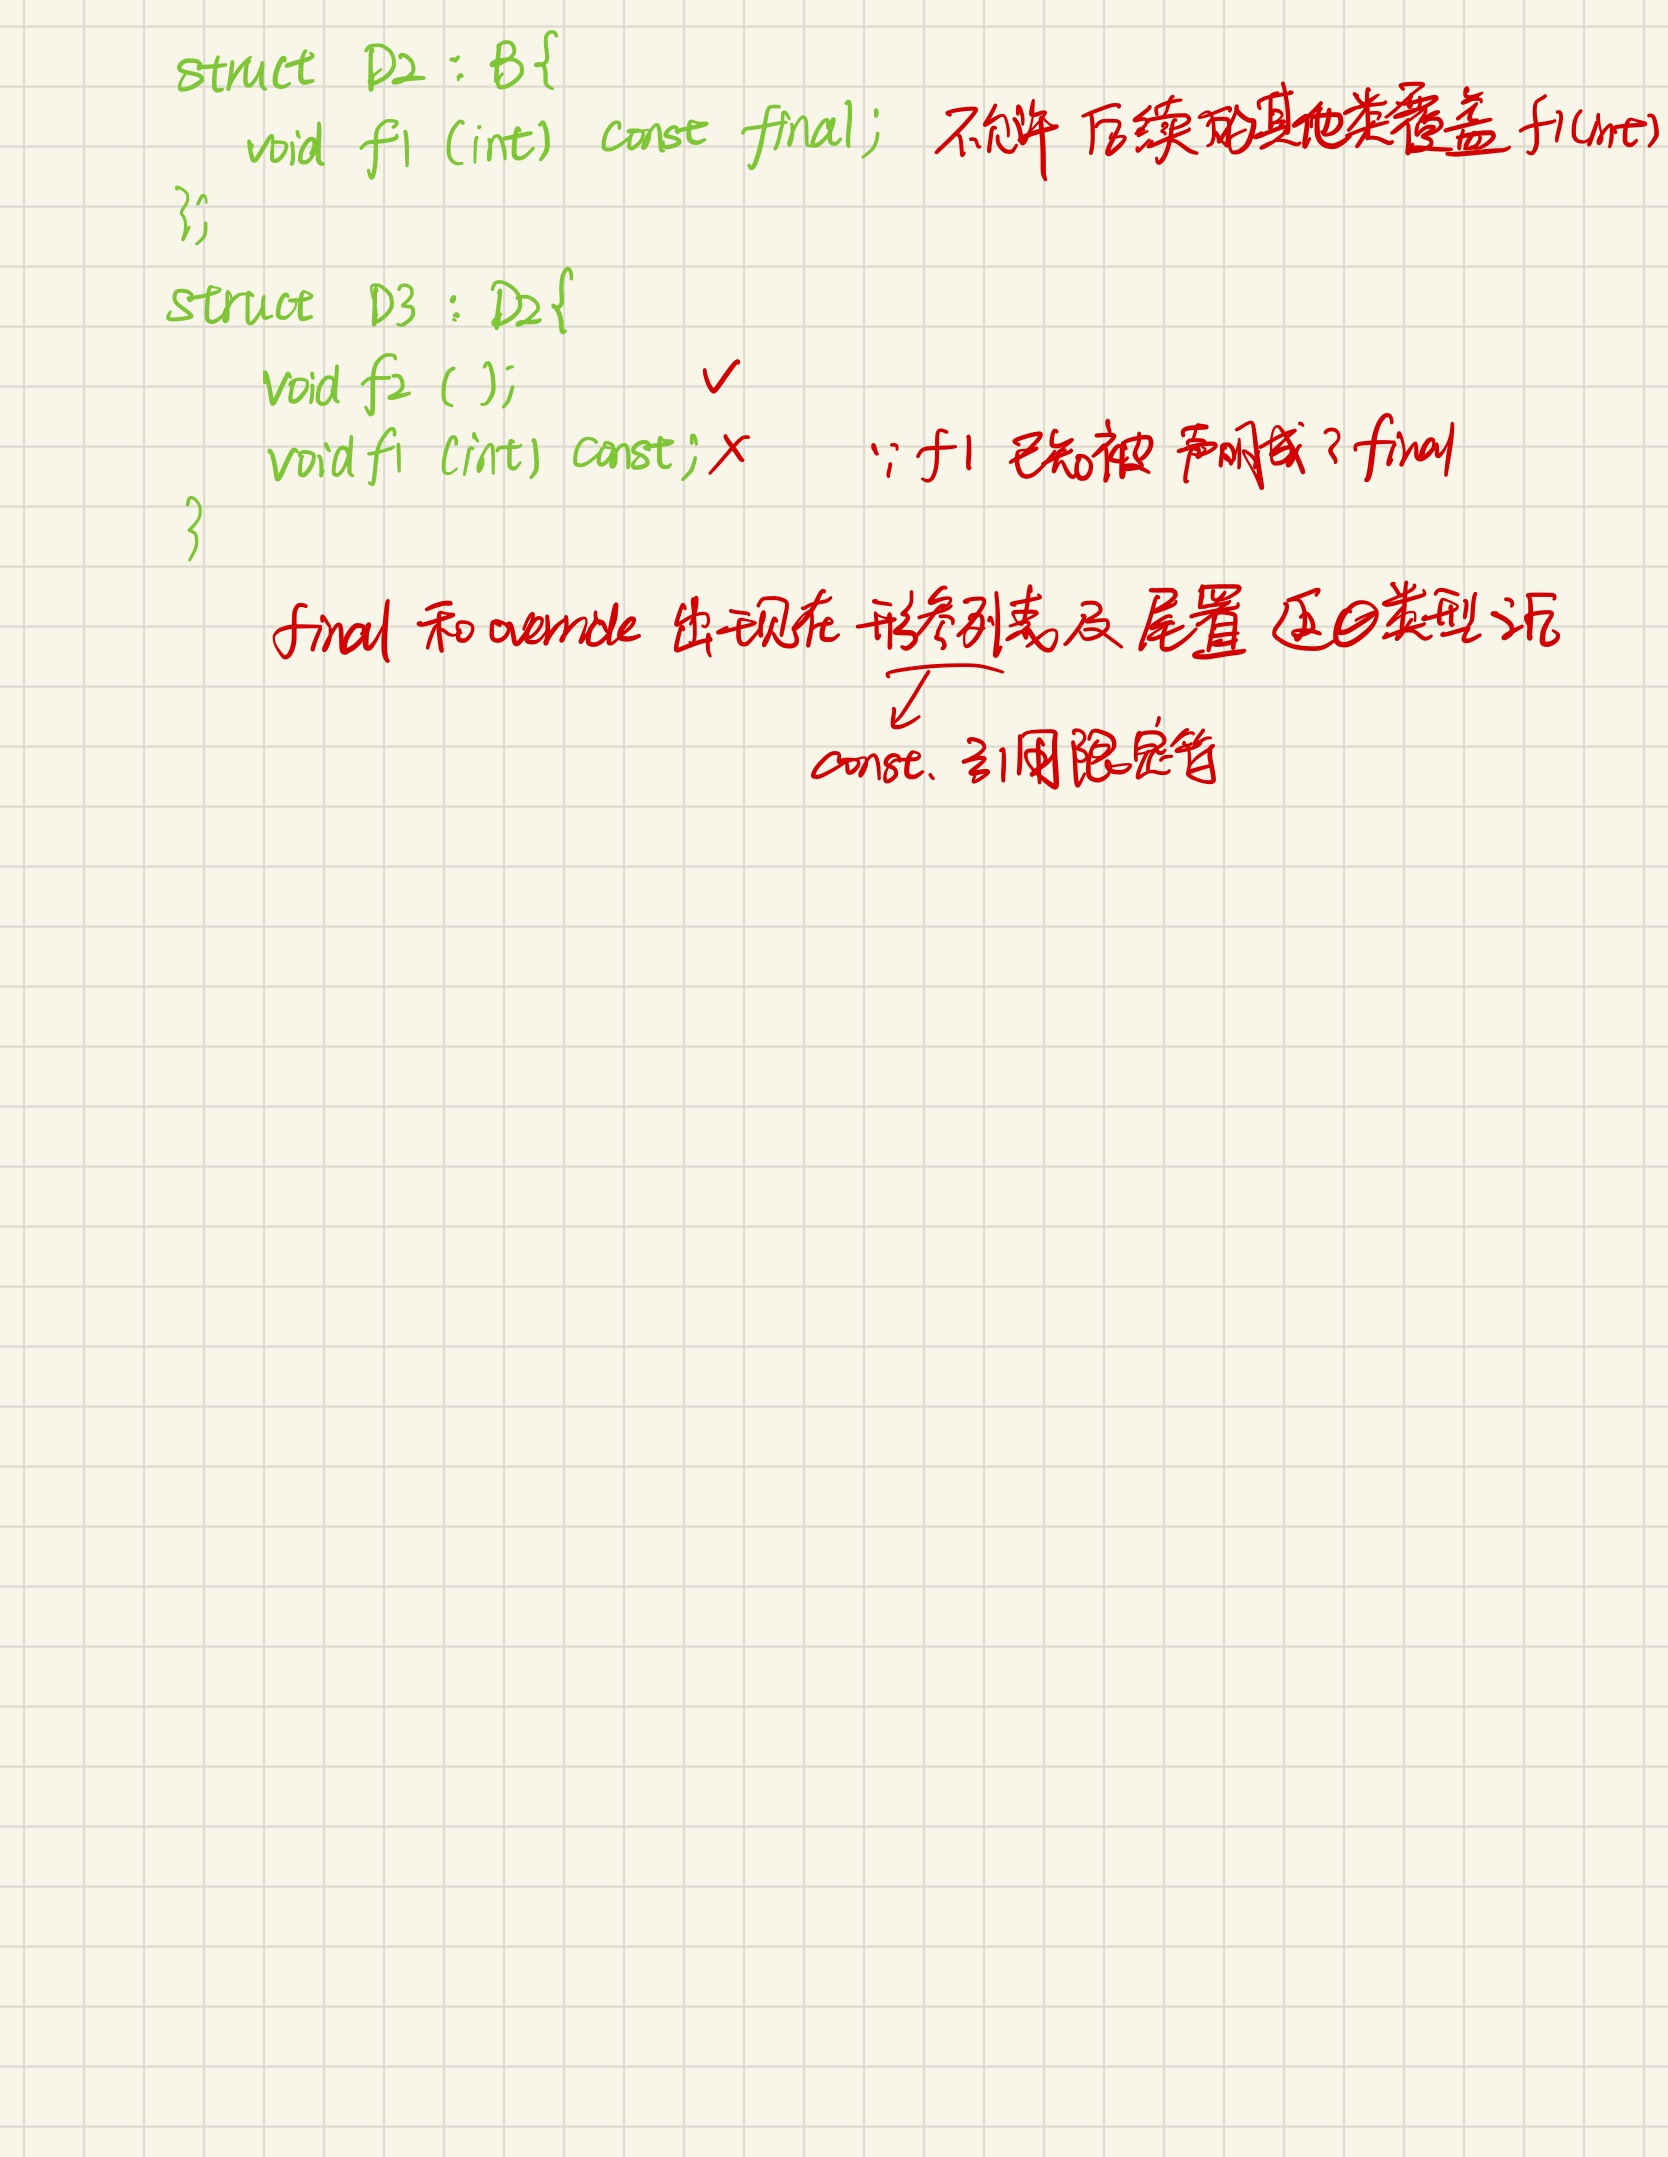 struct D2 : B{
void f1 (int) const final; 不允许 后续的其他类覆盖 f1(int)
};
struct D3 : D2{
void f2 ( ); ✓
void f1 (int) const; ✗ ∵ f1 已经被 声明成了 final
}
final 和 override 出现在 形参列表及 尾置 返回类型之后
const、引用限定符